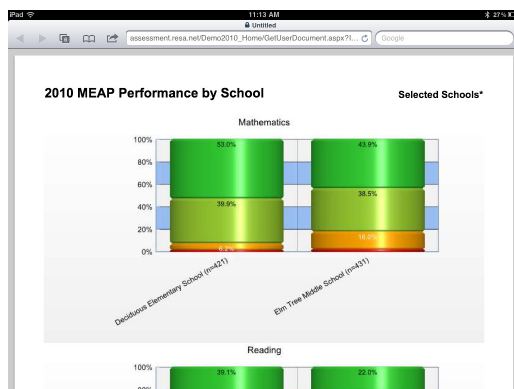 iPad 11:13 AM 27%
Untitled
assessment.resa.net/Demo2010_Home/GetUserDocument.aspx?I... Google
2010 MEAP Performance by School
Selected Schools*
Mathematics
100%
53.0% 43.9%
80%
60%
40%
39.9% 38.5%
20%
16.0%
6.2%
0%
Deciduous Elementary School (n=421)
Elm Tree Middle School (n=431)
Reading
100%
39.1% 22.0%